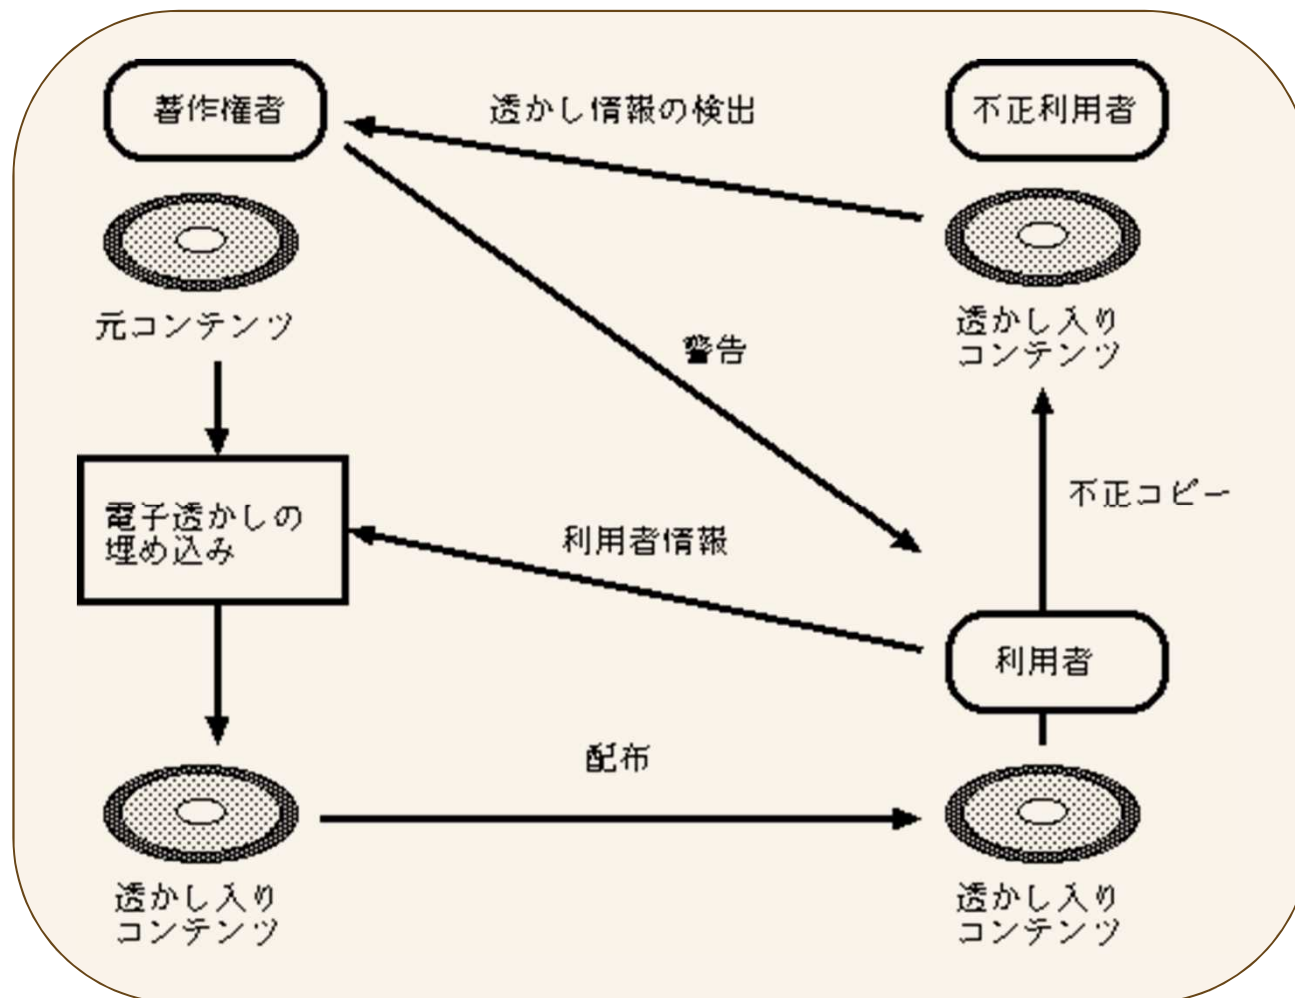 著作権者
透かし情報の検出
不正利用者
元コンテンツ
透かし入り
コンテンツ
警告
不正コピー
電子透かしの
埋め込み
利用者情報
利用者
配布
透かし入り
コンテンツ
透かし入り
コンテンツ